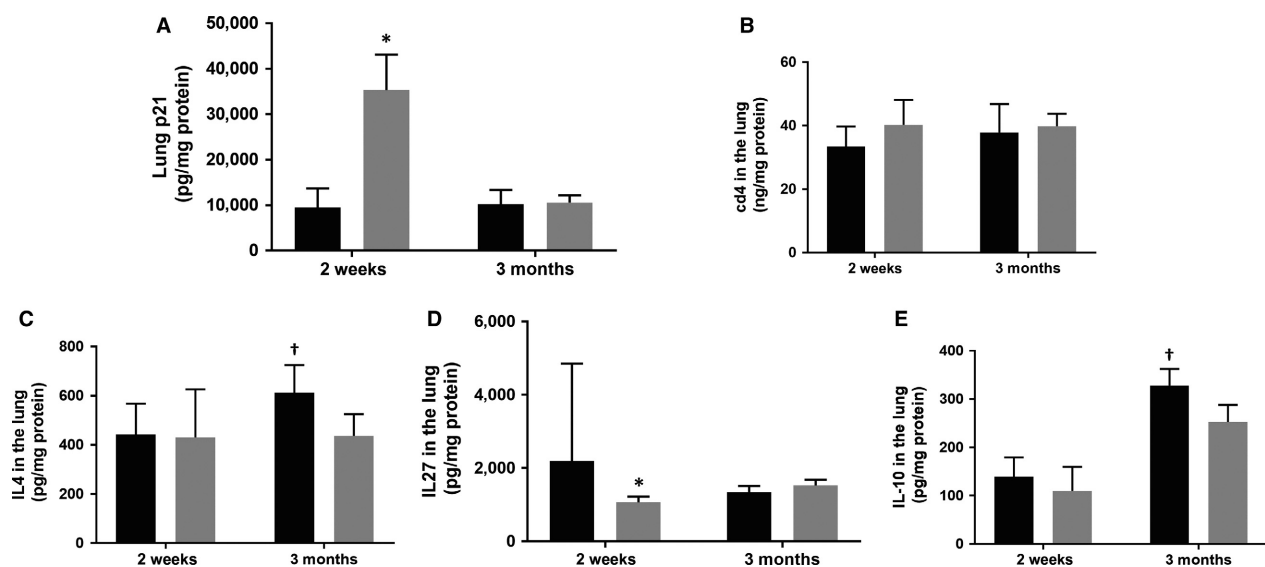 A
Lung p21
(pg/mg protein)
50,000
40,000
30,000
20,000
10,000
0
*
2 weeks
3 months
B
cd4 in the lung
(ng/mg protein)
60
40
20
0
2 weeks
3 months
C
IL4 in the lung
(pg/mg protein)
800
600
400
200
0
†
2 weeks
3 months
D
IL27 in the lung
(pg/mg protein)
6,000
4,000
2,000
0
*
2 weeks
3 months
E
IL-10 in the lung
(pg/mg protein)
400
300
200
100
0
†
2 weeks
3 months